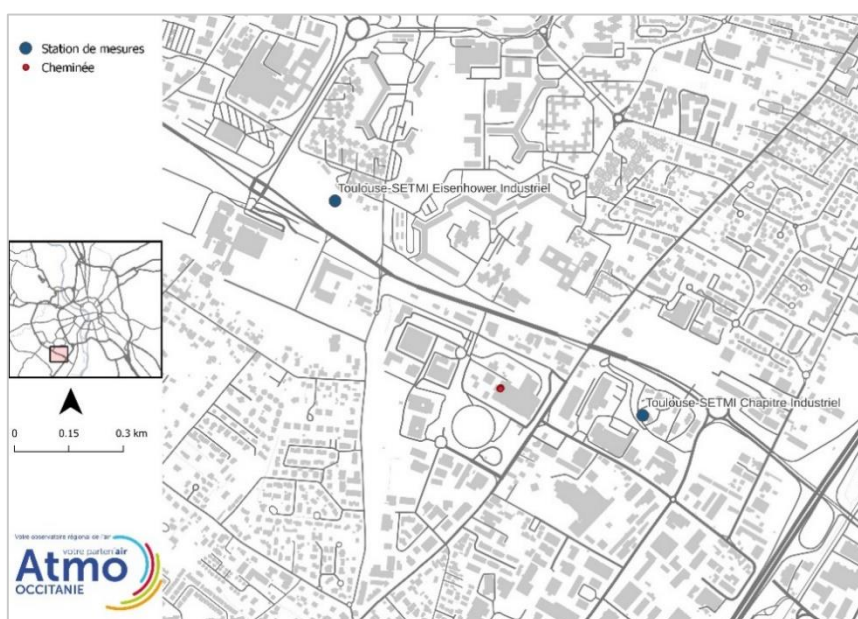 Station de mesures
Cheminée
Toulouse-SETMI Eisenhower Industriel
Toulouse-SETMI Chapitre Industriel
0 0.15 0.3 km
Votre observatoire régional de l'air
votre parten'air
Atmo
OCCITANIE